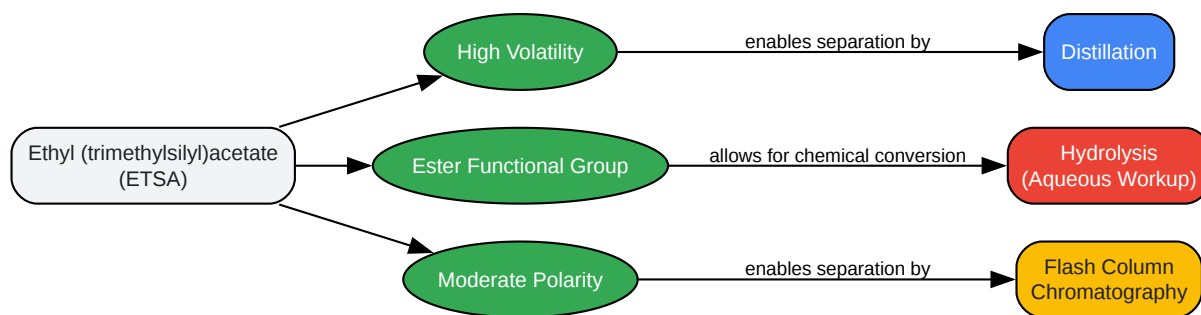 High Volatility
enables separation by
Distillation
Ethyl (trimethylsilyl)acetate
(ETSA)
Ester Functional Group
allows for chemical conversion
Hydrolysis
(Aqueous Workup)
Moderate Polarity
enables separation by
Flash Column
Chromatography